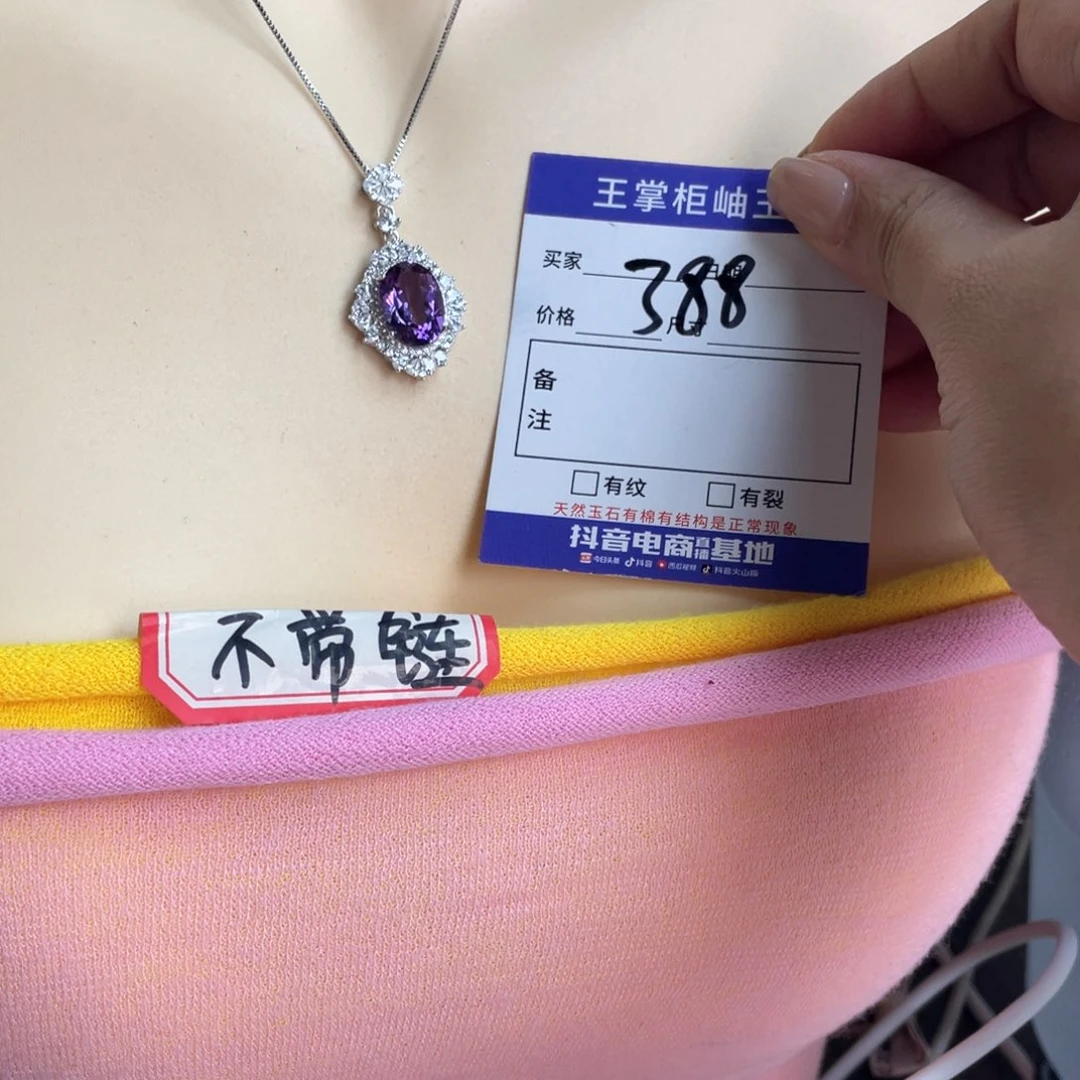 王掌柜岫玉
买家 388
价格 尺寸
备
注
有纹 有裂
天然玉石有棉有结构是正常现象
抖音电商直播基地
今日头条 抖音 西瓜视频 抖音火山版
不带链